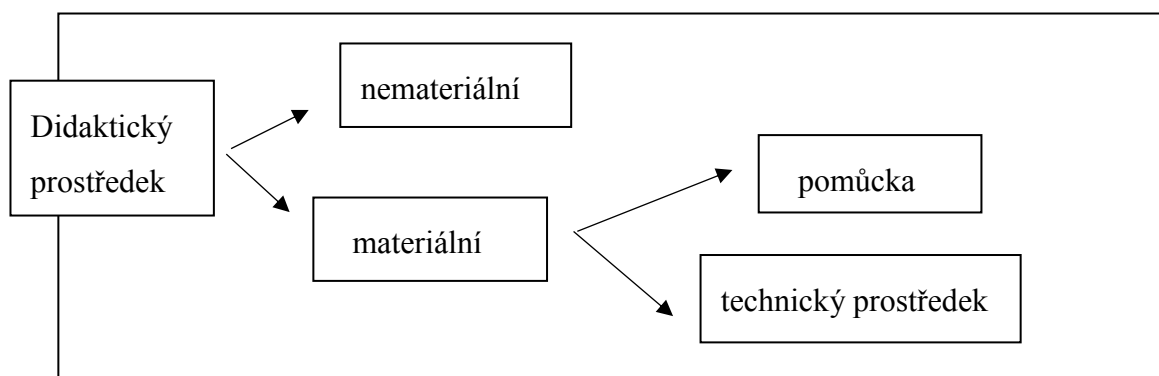 nemateriální
Didaktický
prostředek
pomůcka
materiální
technický prostředek